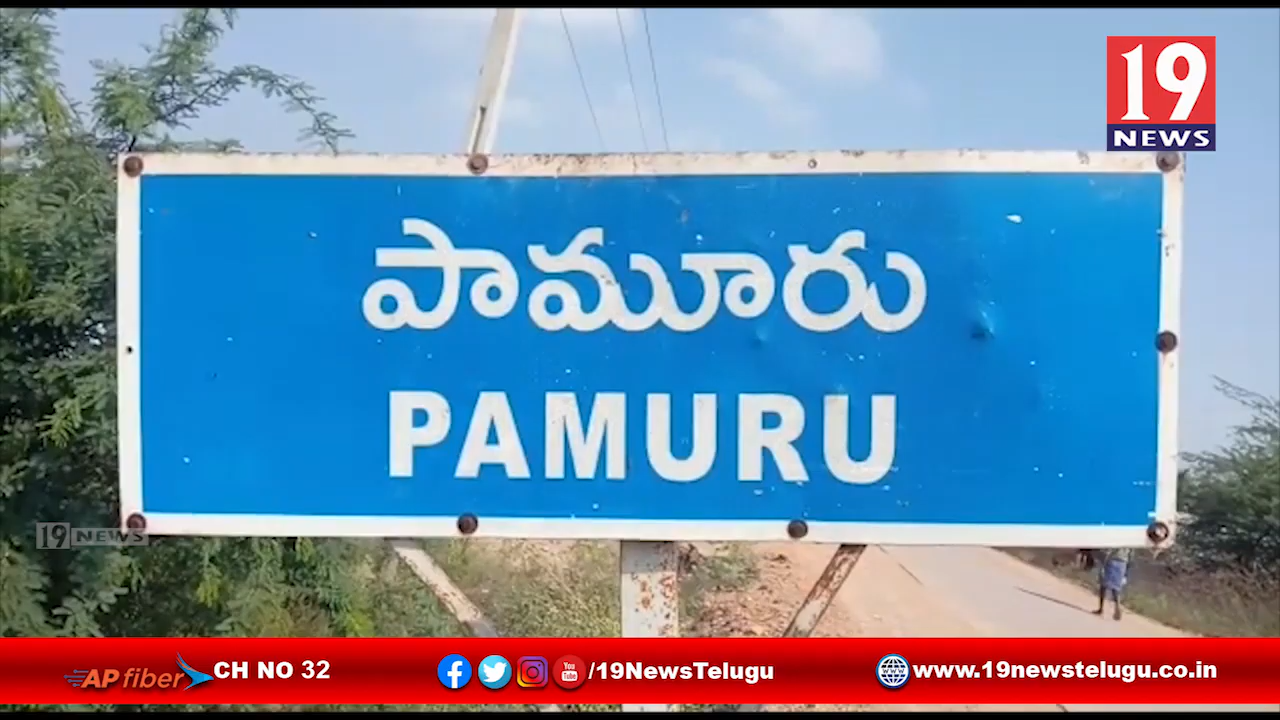 19
NEWS
పామూరు
PAMURU
19 NEWS
AP fiber CH NO 32 /19NewsTelugu www.19newstelugu.co.in